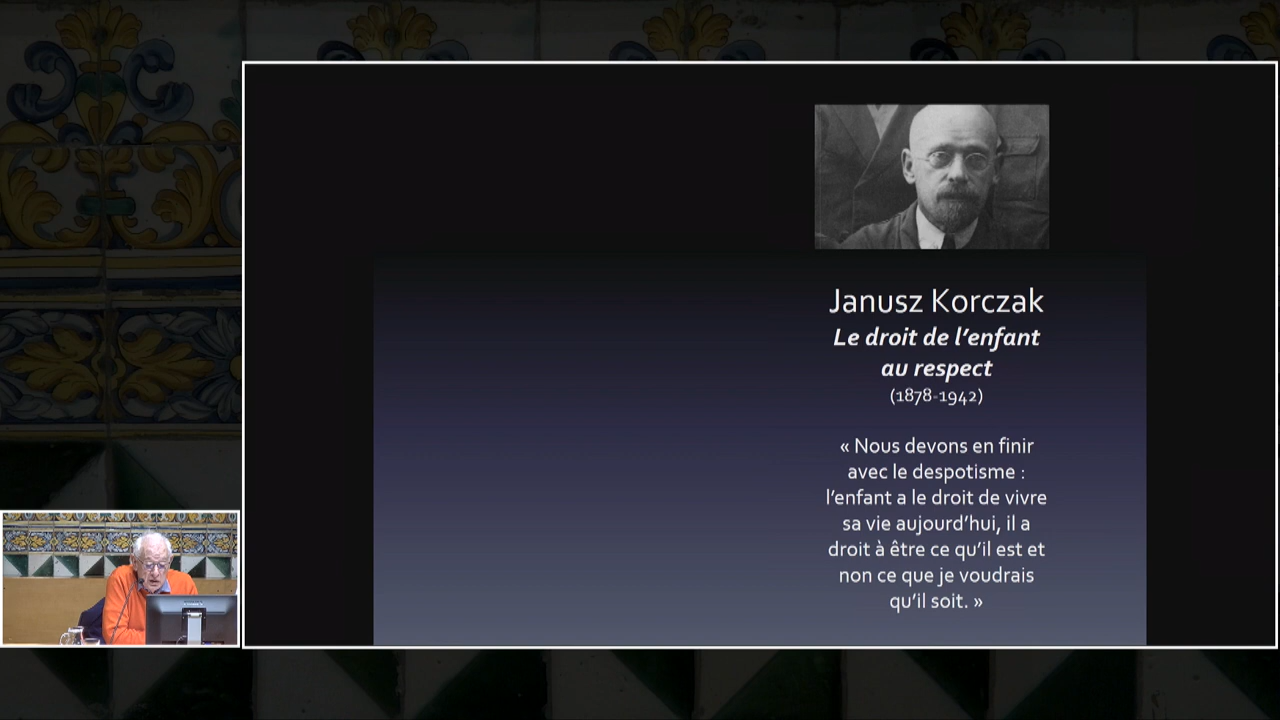 Janusz Korczak
Le droit de l’enfant
au respect
(1878-1942)
« Nous devons en finir
avec le despotisme :
l’enfant a le droit de vivre
sa vie aujourd’hui, il a
droit à être ce qu’il est et
non ce que je voudrais
qu’il soit. »